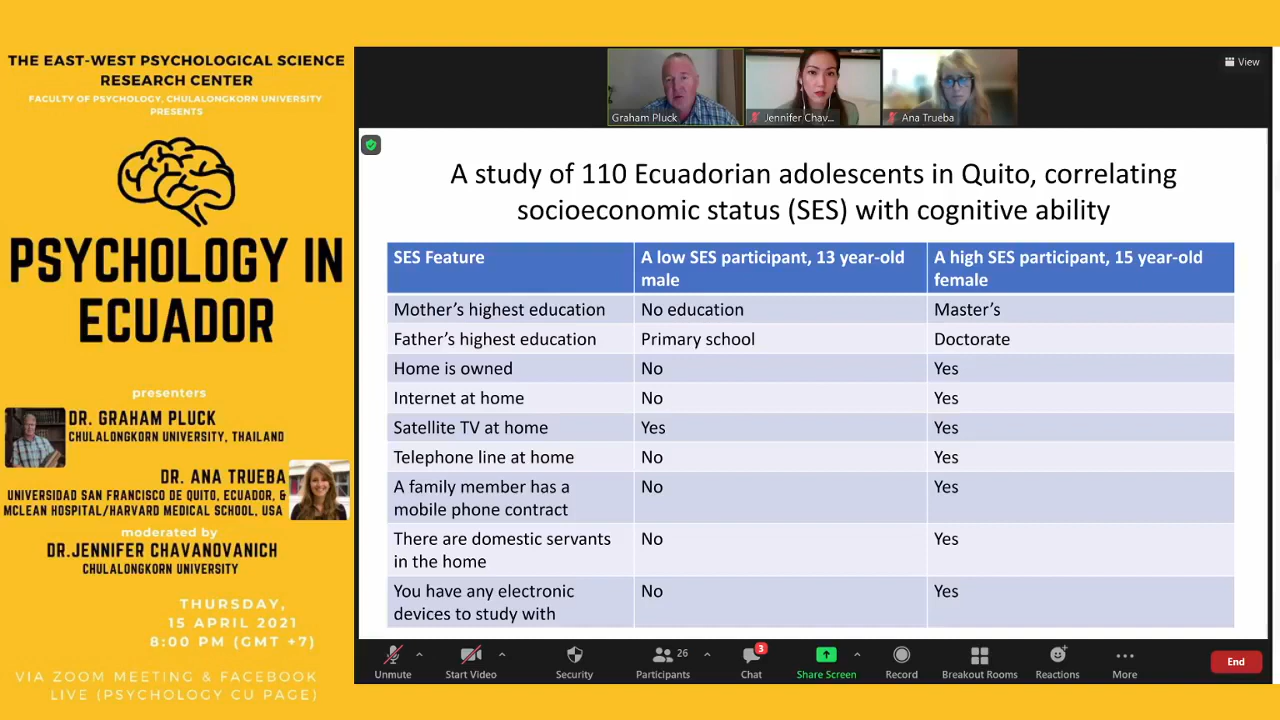 THE EAST-WEST PSYCHOLOGICAL SCIENCE
RESEARCH CENTER
FACULTY OF PSYCHOLOGY, CHULALONGKORN UNIVERSITY
PRESENTS
PSYCHOLOGY IN
ECUADOR
presenters
DR. GRAHAM PLUCK
CHULALONGKORN UNIVERSITY, THAILAND
DR. ANA TRUEBA
UNIVERSIDAD SAN FRANCISCO DE QUITO, ECUADOR, &
MCLEAN HOSPITAL/HARVARD MEDICAL SCHOOL, USA
moderated by
DR.JENNIFER CHAVANOVANICH
CHULALONGKORN UNIVERSITY
THURSDAY,
15 APRIL 2021
8:00 PM (GMT +7)
VIA ZOOM MEETING & FACEBOOK
LIVE (PSYCHOLOGY CU PAGE)
Graham Pluck
Jennifer Chav...
Ana Trueba
View
A study of 110 Ecuadorian adolescents in Quito, correlating
socioeconomic status (SES) with cognitive ability
SES Feature
A low SES participant, 13 year-old
male
A high SES participant, 15 year-old
female
Mother's highest education
No education
Master's
Father's highest education
Primary school
Doctorate
Home is owned
No
Yes
Internet at home
No
Yes
Satellite TV at home
Yes
Yes
Telephone line at home
No
Yes
A family member has a
mobile phone contract
No
Yes
There are domestic servants
in the home
No
Yes
You have any electronic
devices to study with
No
Yes
Unmute
Start Video
Security
26
Participants
3
Chat
Share Screen
Record
Breakout Rooms
Reactions
More
End